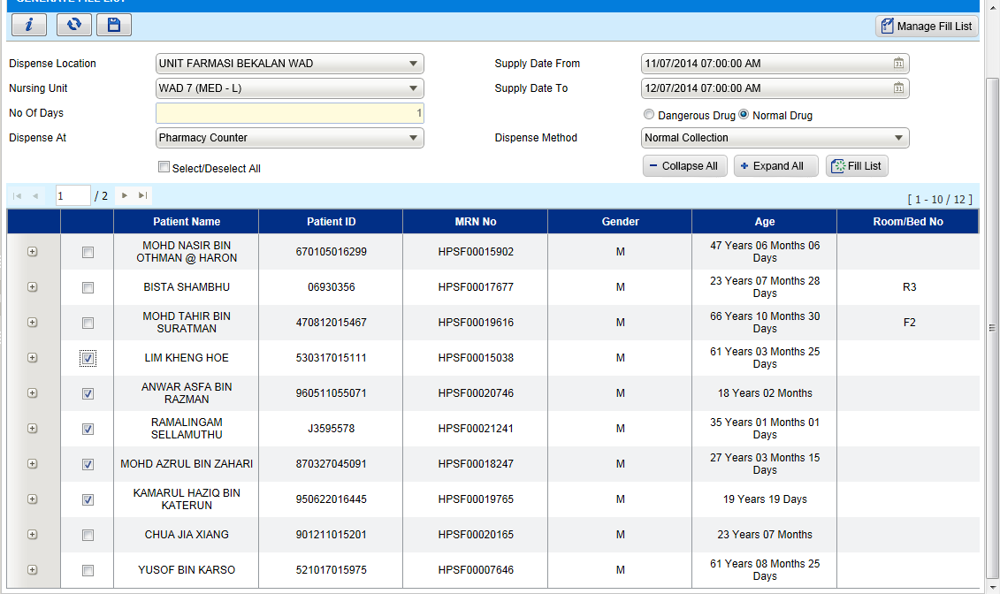 GENERATE FILL LIST
i
Manage Fill List
Dispense Location UNIT FARMASI BEKALAN WAD Supply Date From 11/07/2014 07:00:00 AM 31
Nursing Unit WAD 7 (MED - L) Supply Date To 12/07/2014 07:00:00 AM 31
No Of Days 1 Dangerous Drug Normal Drug
Dispense At Pharmacy Counter Dispense Method Normal Collection
Select/Deselect All Collapse All Expand All Fill List
1 / 2 [ 1 - 10 / 12 ]
Patient Name Patient ID MRN No Gender Age Room/Bed No
MOHD NASIR BIN
OTHMAN @ HARON 670105016299 HPSF00015902 M 47 Years 06 Months 06
Days
BISTA SHAMBHU 06930356 HPSF00017677 M 23 Years 07 Months 28
Days R3
MOHD TAHIR BIN
SURATMAN 470812015467 HPSF00019616 M 66 Years 10 Months 30
Days F2
LIM KHENG HOE 530317015111 HPSF00015038 M 61 Years 03 Months 25
Days
ANWAR ASFA BIN
RAZMAN 960511055071 HPSF00020746 M 18 Years 02 Months
RAMALINGAM
SELLAMUTHU J3595578 HPSF00021241 M 35 Years 01 Months 01
Days
MOHD AZRUL BIN ZAHARI 870327045091 HPSF00018247 M 27 Years 03 Months 15
Days
KAMARUL HAZIQ BIN
KATERUN 950622016445 HPSF00019765 M 19 Years 19 Days
CHUA JIA XIANG 901211015201 HPSF00020165 M 23 Years 07 Months
YUSOF BIN KARSO 521017015975 HPSF00007646 M 61 Years 08 Months 25
Days